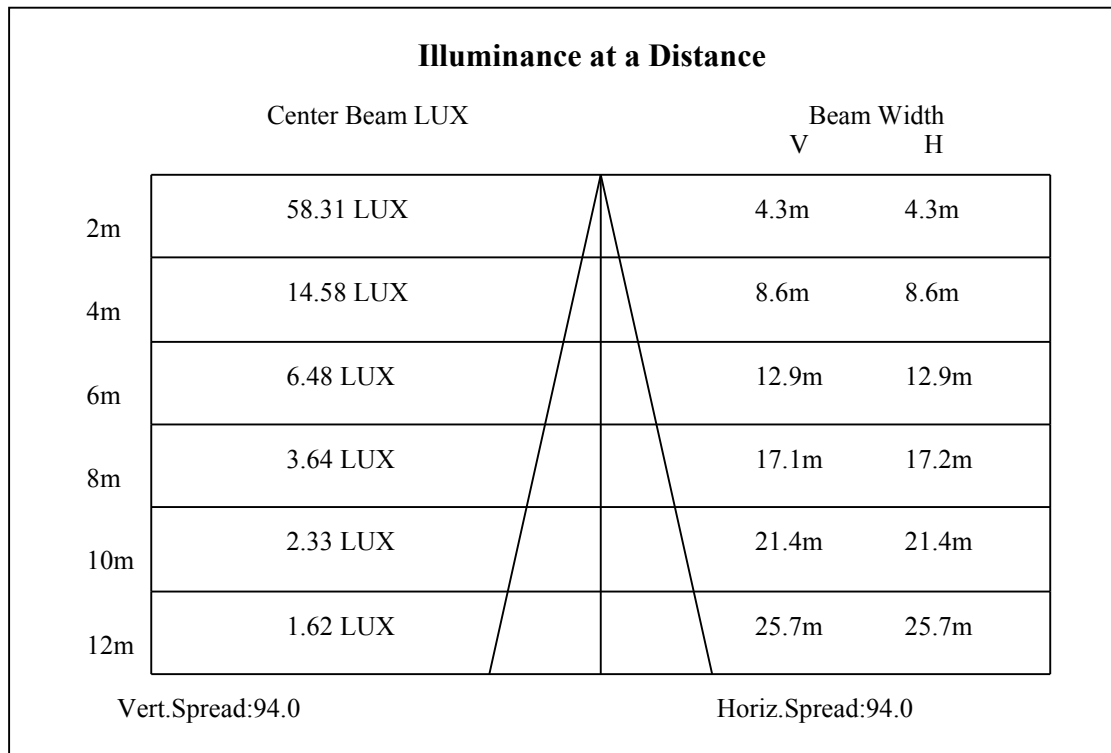 Illuminance at a Distance
Center Beam LUX Beam Width
V H
2m 58.31 LUX 4.3m 4.3m
4m 14.58 LUX 8.6m 8.6m
6m 6.48 LUX 12.9m 12.9m
8m 3.64 LUX 17.1m 17.2m
10m 2.33 LUX 21.4m 21.4m
12m 1.62 LUX 25.7m 25.7m
Vert.Spread:94.0 Horiz.Spread:94.0